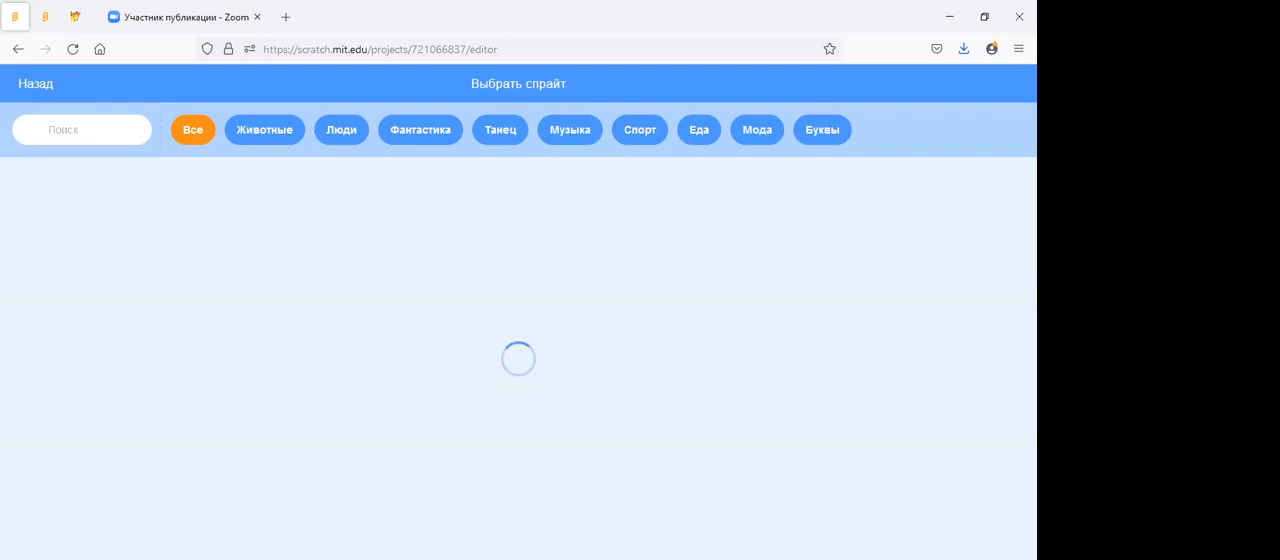 Участник публикации - Zoom
https://scratch.mit.edu/projects/721066837/editor
Назад
Выбрать спрайт
Поиск
Все
Животные
Люди
Фантастика
Танец
Музыка
Спорт
Еда
Мода
Буквы